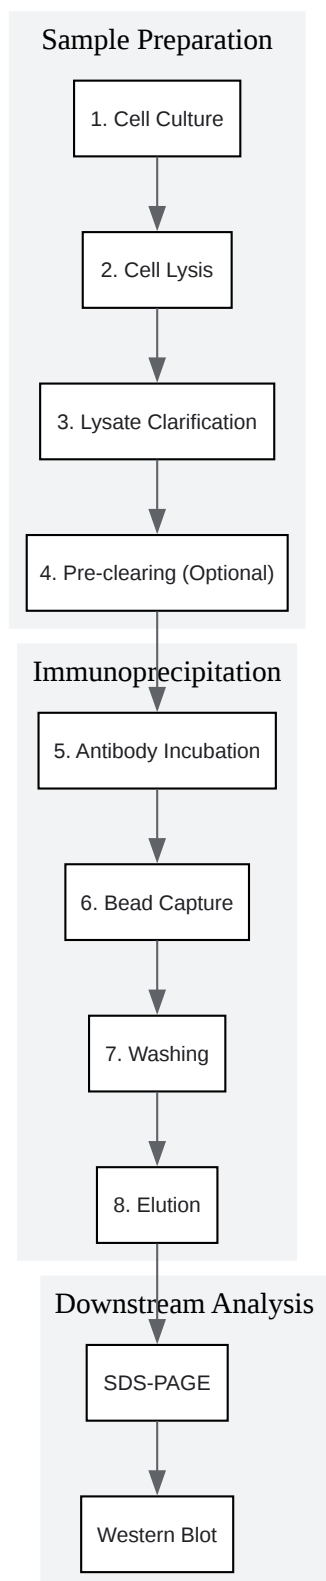 Sample Preparation
1. Cell Culture
2. Cell Lysis
3. Lysate Clarification
4. Pre-clearing (Optional)
Immunoprecipitation
5. Antibody Incubation
6. Bead Capture
7. Washing
8. Elution
Downstream Analysis
SDS-PAGE
Western Blot